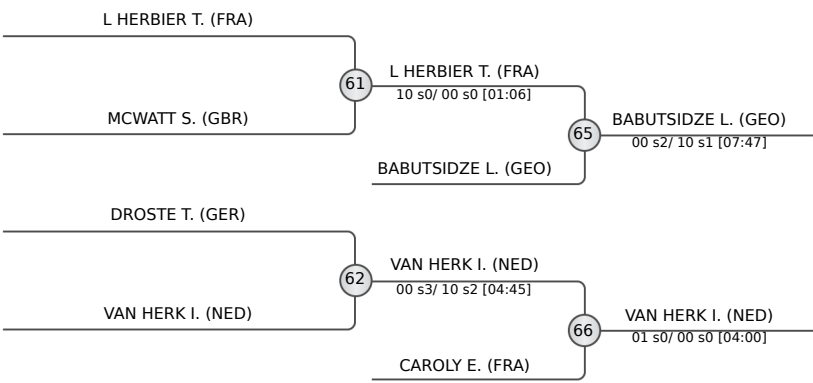 L HERBIER T. (FRA)
61
L HERBIER T. (FRA)
10 s0/ 00 s0 [01:06]
MCWATT S. (GBR)
65
BABUTSIDZE L. (GEO)
00 s2/ 10 s1 [07:47]
BABUTSIDZE L. (GEO)
DROSTE T. (GER)
62
VAN HERK I. (NED)
00 s3/ 10 s2 [04:45]
VAN HERK I. (NED)
66
VAN HERK I. (NED)
01 s0/ 00 s0 [04:00]
CAROLY E. (FRA)